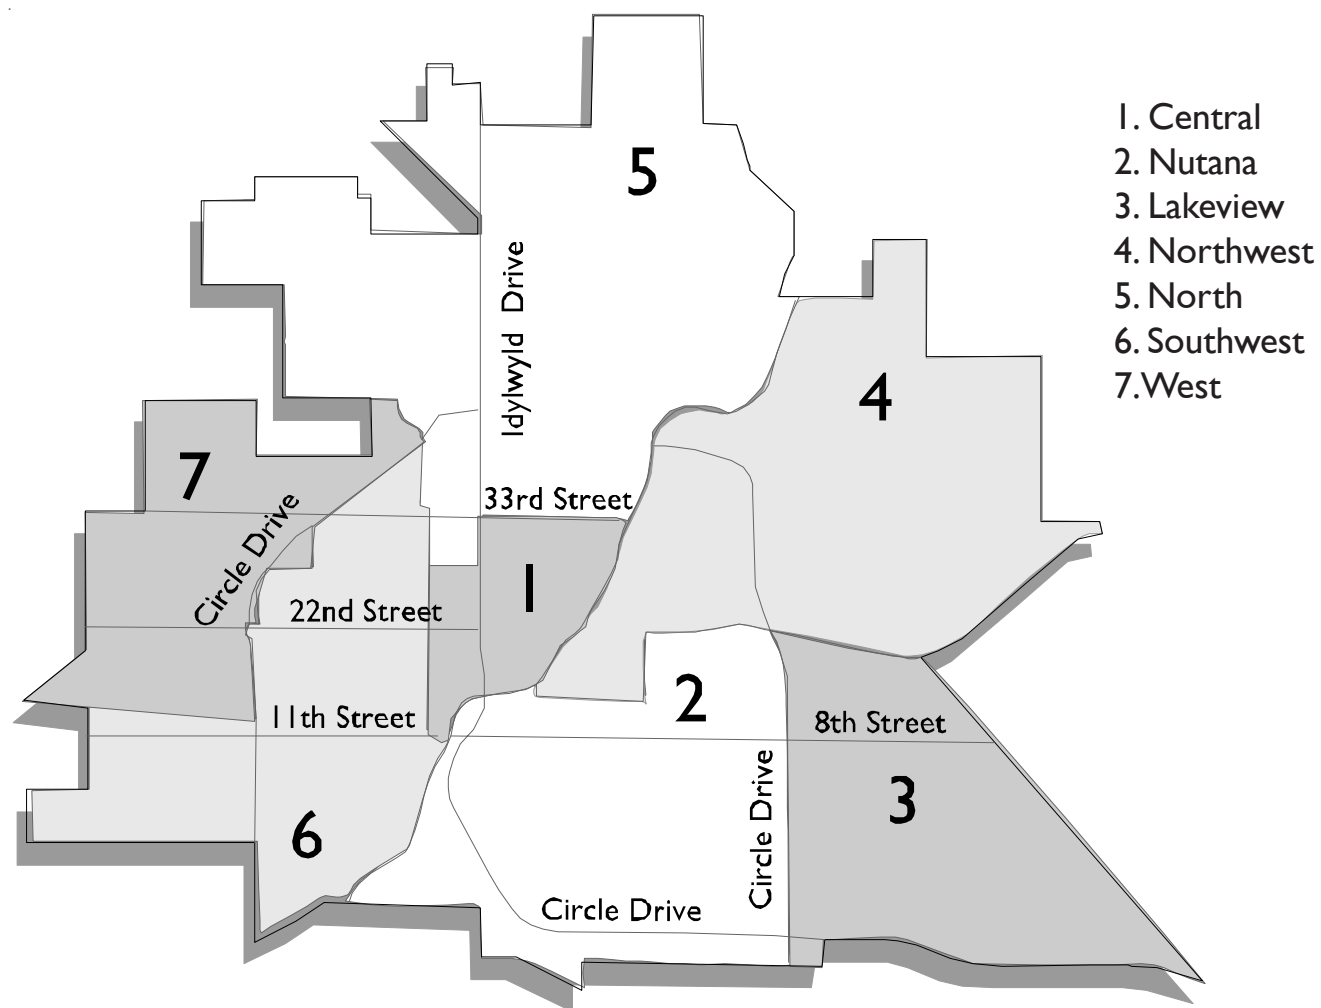 1. Central
2. Nutana
3. Lakeview
4. Northwest
5. North
6. Southwest
7.West
5
Idylwyld Drive
4
7
33rd Street
Circle Drive
1
22nd Street
2
11th Street
8th Street
Circle Drive
3
6
Circle Drive